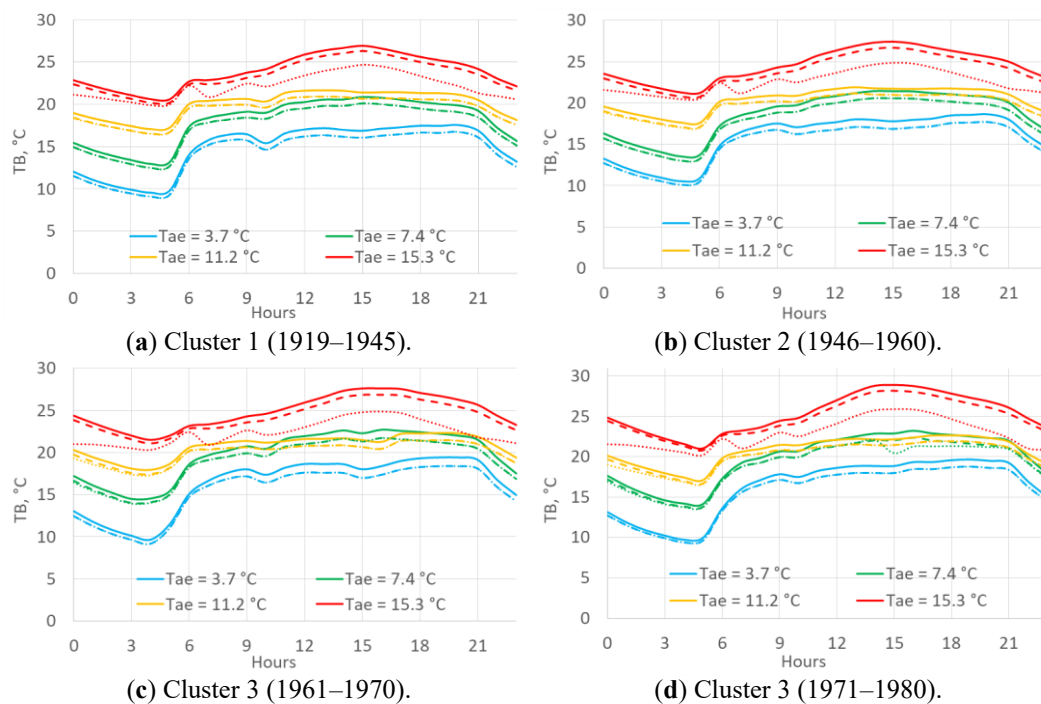 30
25
20
15
10
5
0
TB, °C
Tae = 3.7 °C Tae = 7.4 °C
Tae = 11.2 °C Tae = 15.3 °C
0 3 6 9 12 15 18 21
Hours
(a) Cluster 1 (1919–1945).
30
25
20
15
10
5
0
TB, °C
Tae = 3.7 °C Tae = 7.4 °C
Tae = 11.2 °C Tae = 15.3 °C
0 3 6 9 12 15 18 21
Hours
(b) Cluster 2 (1946–1960).
30
25
20
15
10
5
0
TB, °C
Tae = 3.7 °C Tae = 7.4 °C
Tae = 11.2 °C Tae = 15.3 °C
0 3 6 9 12 15 18 21
Hours
(c) Cluster 3 (1961–1970).
30
25
20
15
10
5
0
TB, °C
Tae = 3.7 °C Tae = 7.4 °C
Tae = 11.2 °C Tae = 15.3 °C
0 3 6 9 12 15 18 21
Hours
(d) Cluster 3 (1971–1980).